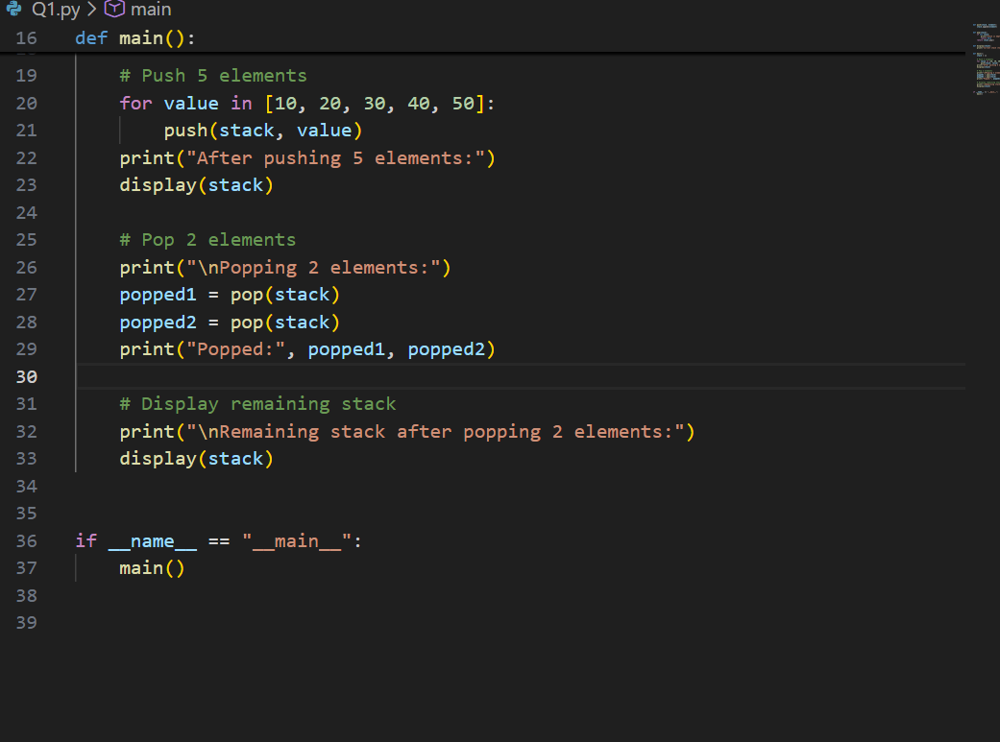 Q1.py > main
16 def main():
19     # Push 5 elements
20     for value in [10, 20, 30, 40, 50]:
21         push(stack, value)
22     print("After pushing 5 elements:")
23     display(stack)
24
25     # Pop 2 elements
26     print("\nPopping 2 elements:")
27     popped1 = pop(stack)
28     popped2 = pop(stack)
29     print("Popped:", popped1, popped2)
30
31     # Display remaining stack
32     print("\nRemaining stack after popping 2 elements:")
33     display(stack)
34
35
36 if __name__ == "__main__":
37     main()
38
39